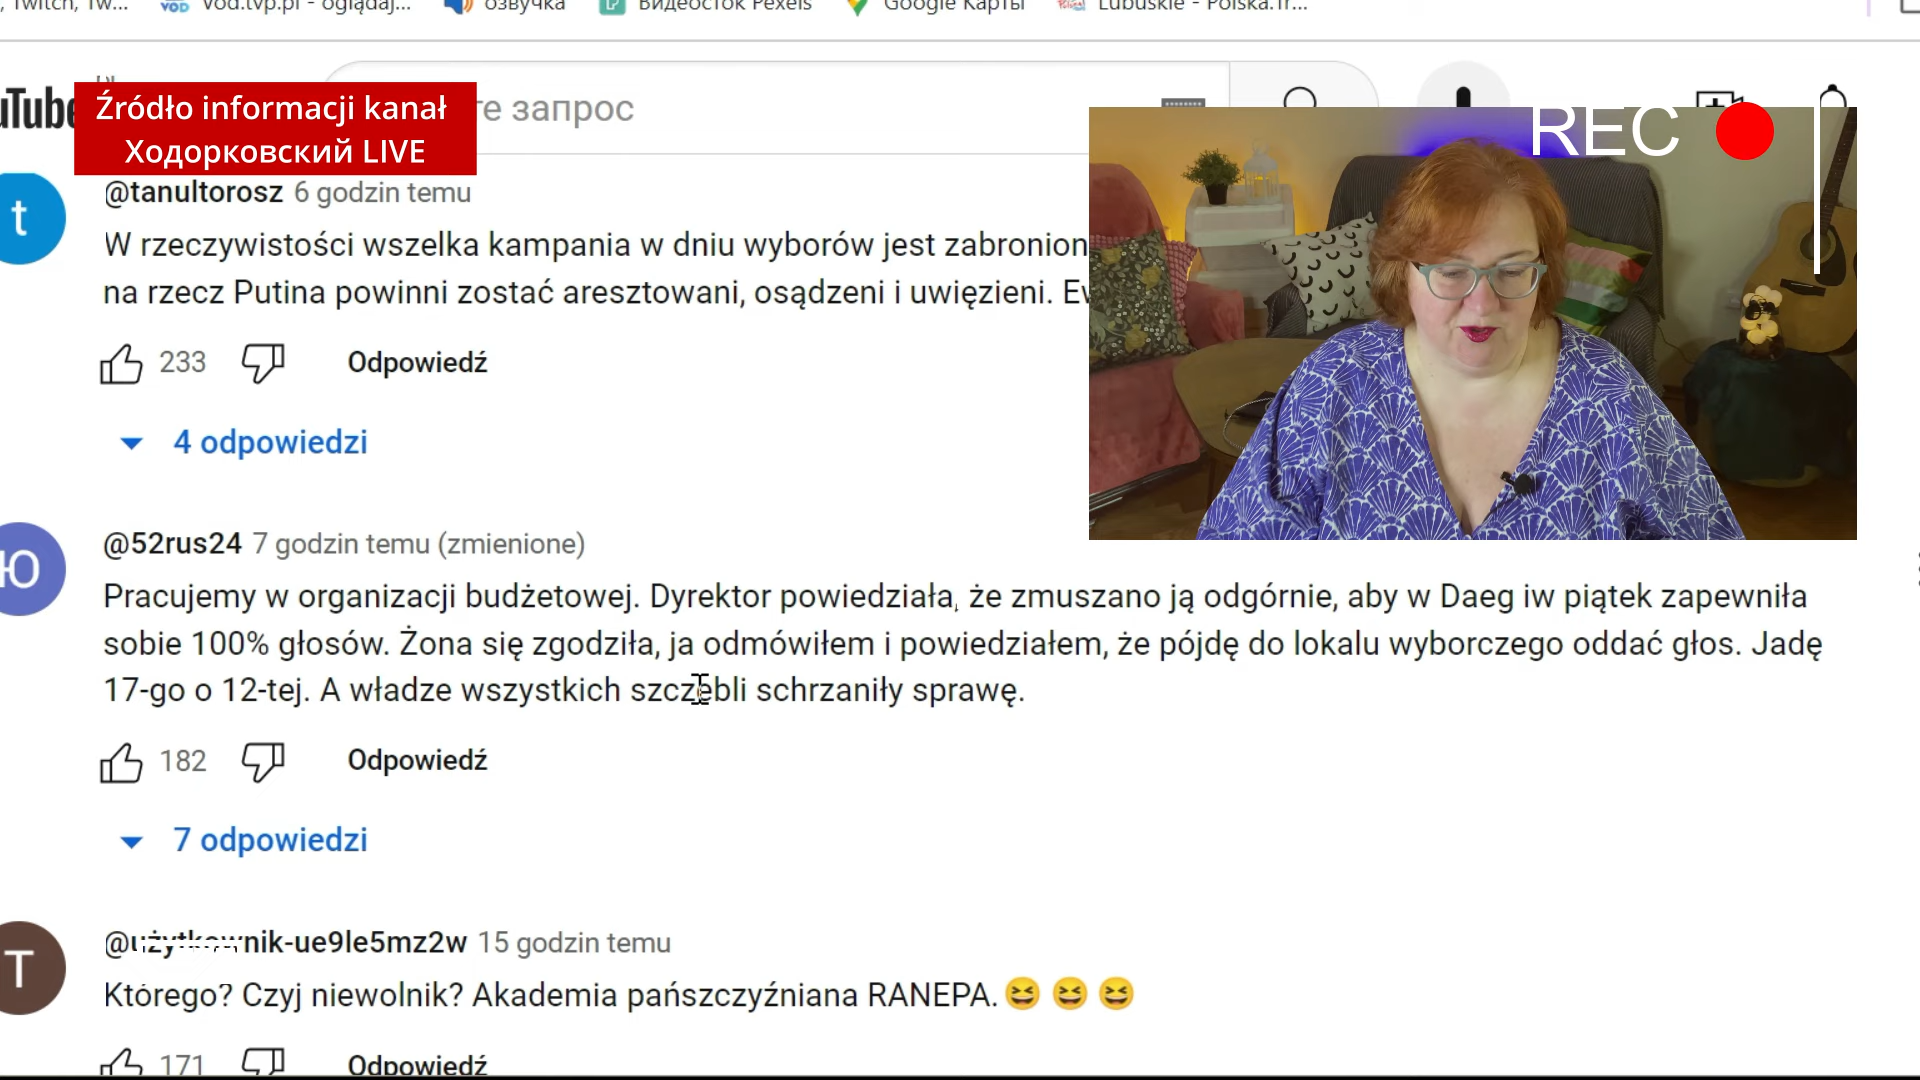 Twitch, Tw...
vod.tvp.pl - oglądaj...
озвучка
Видеосток Pexels
Google Карты
Lubuskie - Polska.Tr...
uTube
те запрос
Źródło informacji kanał
Ходорковский LIVE
REC
t
@tanultorosz 6 godzin temu
W rzeczywistości wszelka kampania w dniu wyborów jest zabronion
na rzecz Putina powinni zostać aresztowani, osądzeni i uwięzieni.
233
Odpowiedź
4 odpowiedzi
Ю
@52rus24 7 godzin temu (zmienione)
Pracujemy w organizacji budżetowej. Dyrektor powiedziała, że zmuszano ją odgórnie, aby w Daeg iw piątek zapewniła
sobie 100% głosów. Żona się zgodziła, ja odmówiłem i powiedziałem, że pójdę do lokalu wyborczego oddać głos. Jadę
17-go o 12-tej. A władze wszystkich szczebli schrzaniły sprawę.
182
Odpowiedź
7 odpowiedzi
T
@użytkownik-ue9le5mz2w 15 godzin temu
Którego? Czyj niewolnik? Akademia pańszczyźniana RANEPA. 😆 😆 😆
171
Odpowiedź